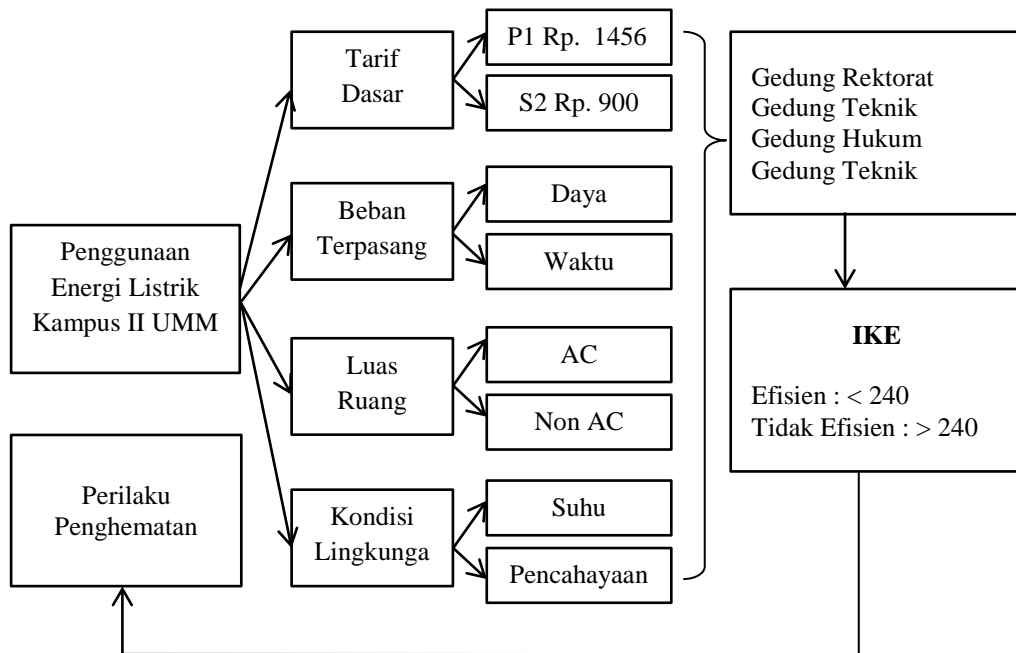 Penggunaan
Energi Listrik
Kampus II UMM
Perilaku
Penghematan
Tarif
Dasar
Beban
Terpasang
Luas
Ruang
Kondisi
Lingkunga
P1 Rp. 1456
S2 Rp. 900
Daya
Waktu
AC
Non AC
Suhu
Pencahayaan
Gedung Rektorat
Gedung Teknik
Gedung Hukum
Gedung Teknik
IKE
Efisien : < 240
Tidak Efisien : > 240